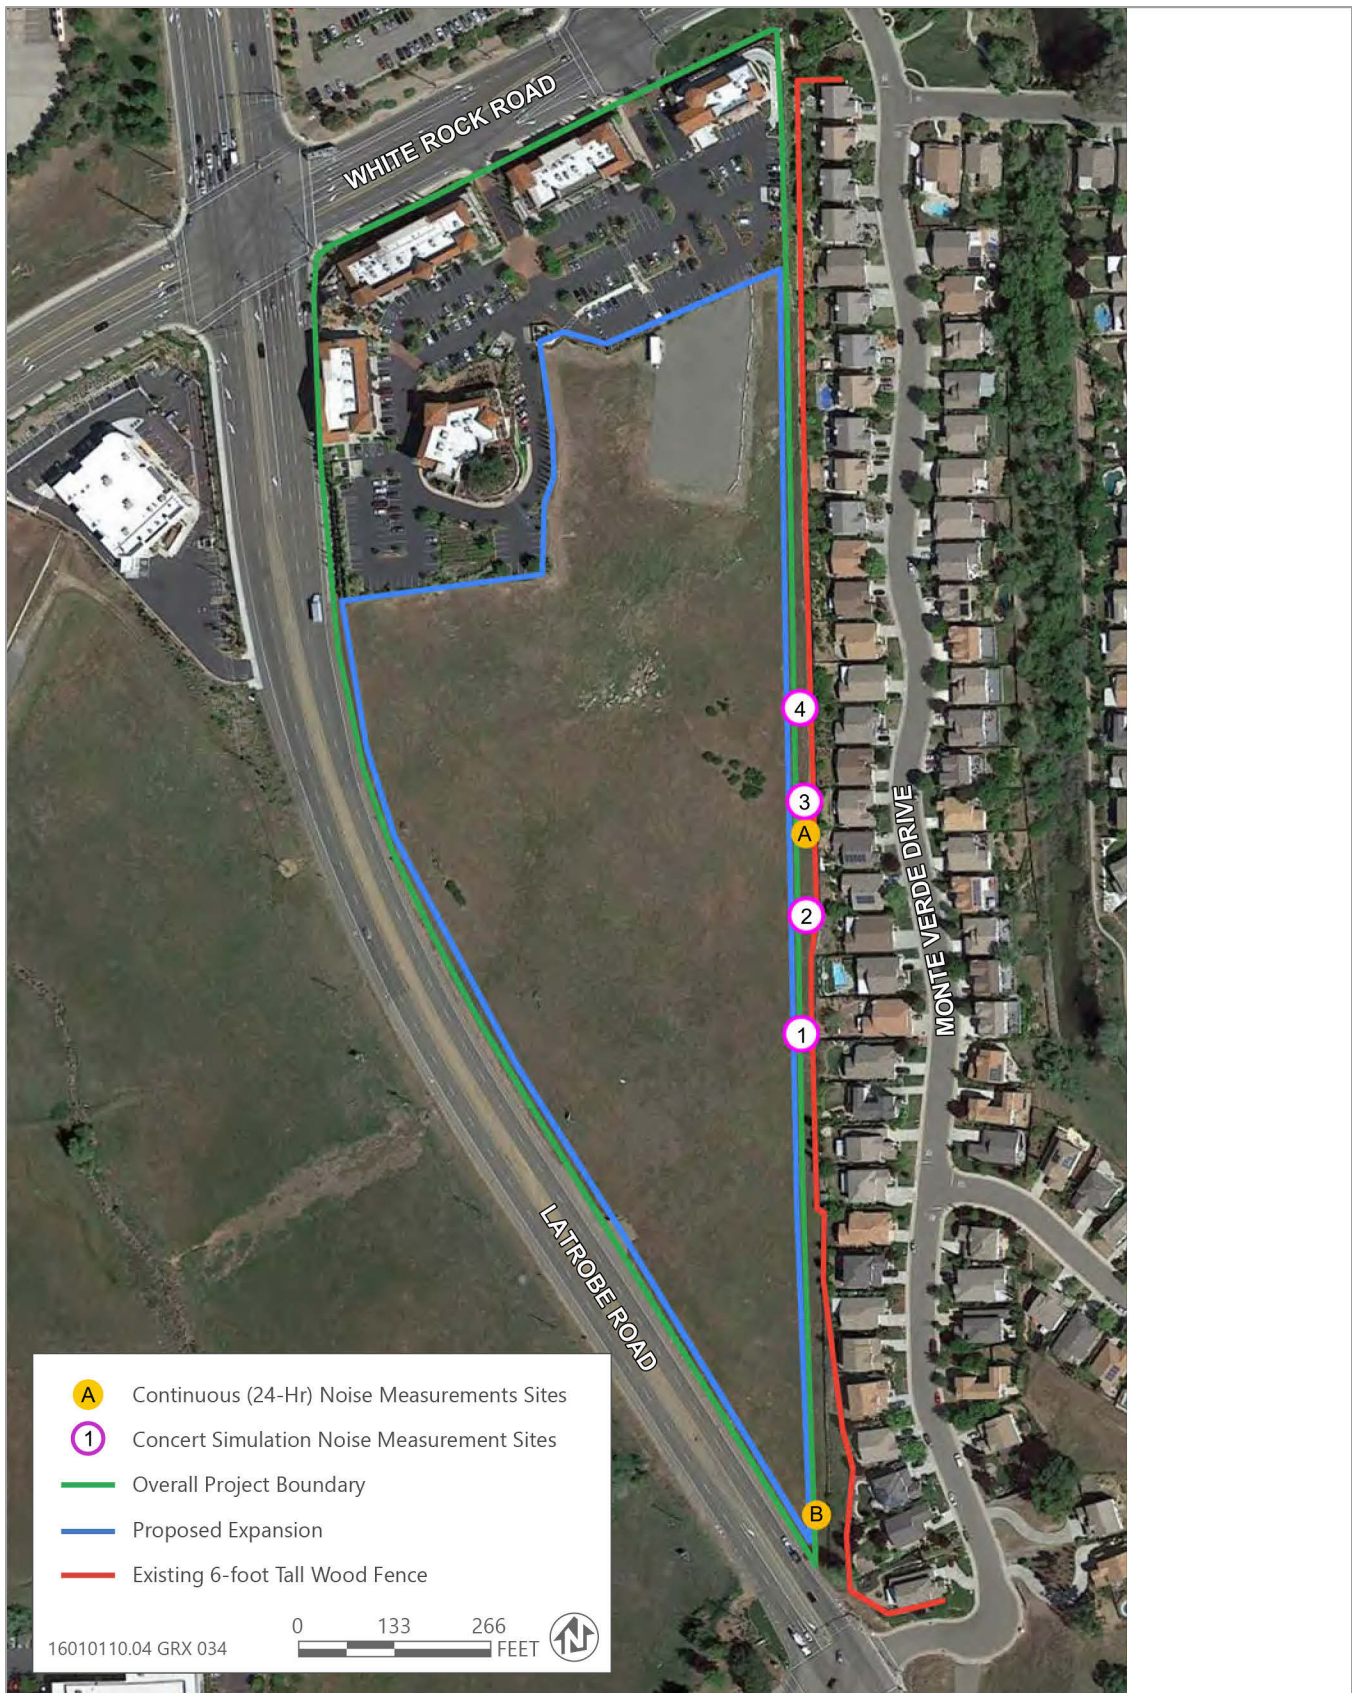 WHITE ROCK ROAD
4
3
A
MONTE VERDE DRIVE
2
1
LATROBE ROAD
B
A Continuous (24-Hr) Noise Measurements Sites
1 Concert Simulation Noise Measurement Sites
Overall Project Boundary
Proposed Expansion
Existing 6-foot Tall Wood Fence
0 133 266
FEET
N
16010110.04 GRX 034